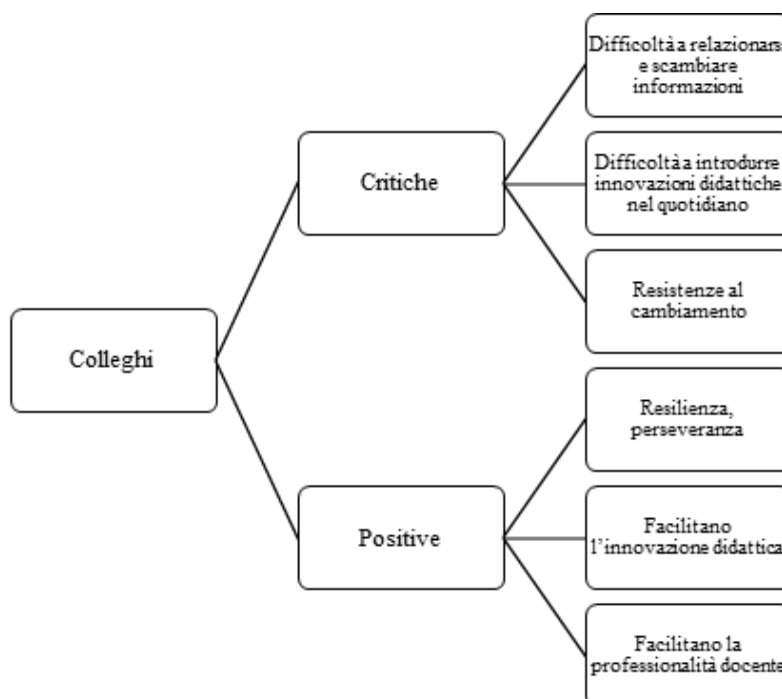 Difficoltà a relazionars
e scambiare
informazioni
Critiche
Difficoltà a introdurre
innovazioni didattiche
nel quotidiano
Resistenze al
cambiamento
Colleghi
Resilienza,
perseveranza
Positive
Facilitano
l’innovazione didattica
Facilitano la
professionalità docente